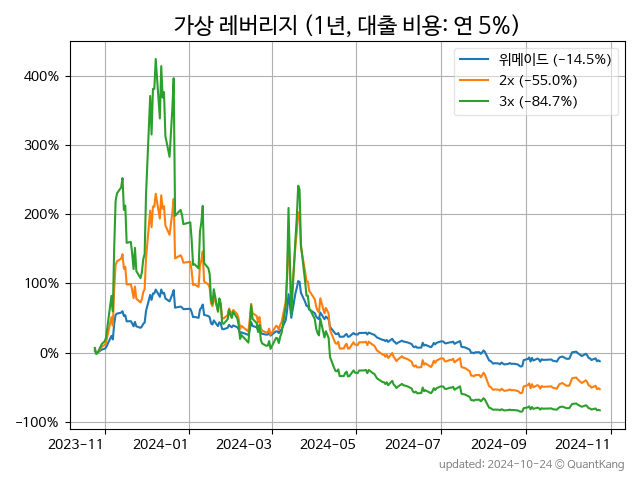 가상 레버리지 (1년, 대출 비용: 연 5%)
위메이드 (-14.5%)
2x (-55.0%)
3x (-84.7%)
400%
300%
200%
100%
0%
-100%
2023-11
2024-01
2024-03
2024-05
2024-07
2024-09
2024-11
updated: 2024-10-24 © QuantKang